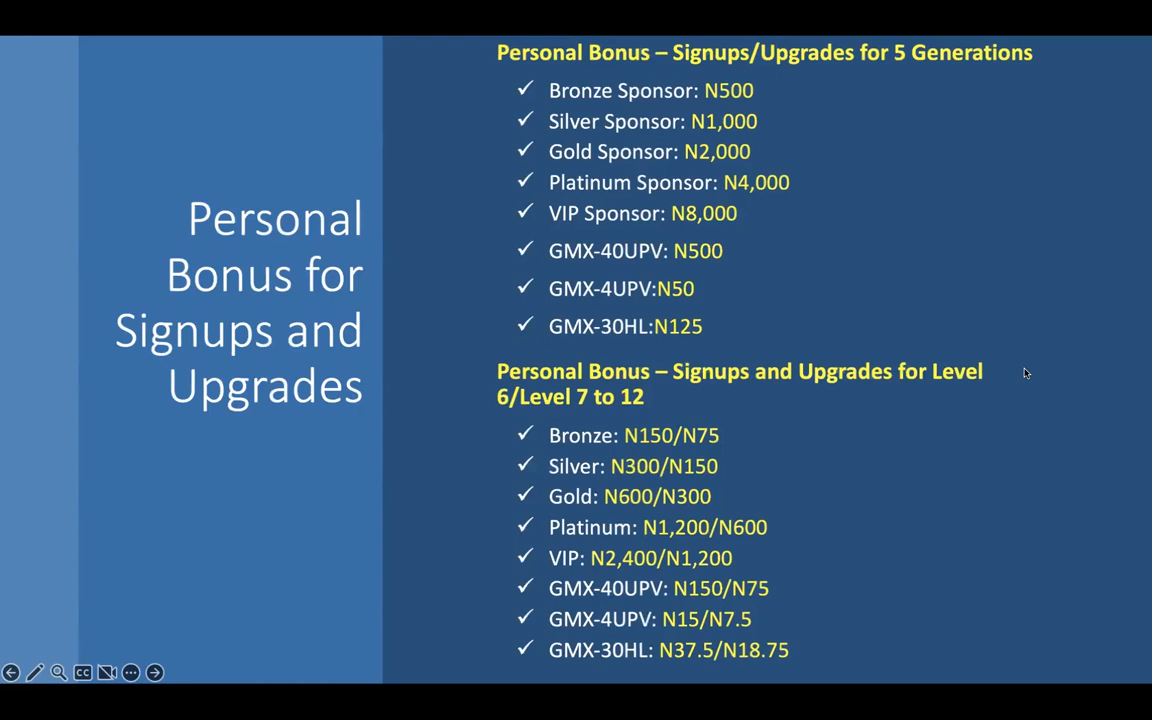 Personal
Bonus for
Signups and
Upgrades
Personal Bonus – Signups/Upgrades for 5 Generations
✓ Bronze Sponsor: N500
✓ Silver Sponsor: N1,000
✓ Gold Sponsor: N2,000
✓ Platinum Sponsor: N4,000
✓ VIP Sponsor: N8,000
✓ GMX-40UPV: N500
✓ GMX-4UPV:N50
✓ GMX-30HL:N125
Personal Bonus – Signups and Upgrades for Level
6/Level 7 to 12
✓ Bronze: N150/N75
✓ Silver: N300/N150
✓ Gold: N600/N300
✓ Platinum: N1,200/N600
✓ VIP: N2,400/N1,200
✓ GMX-40UPV: N150/N75
✓ GMX-4UPV: N15/N7.5
✓ GMX-30HL: N37.5/N18.75
CC